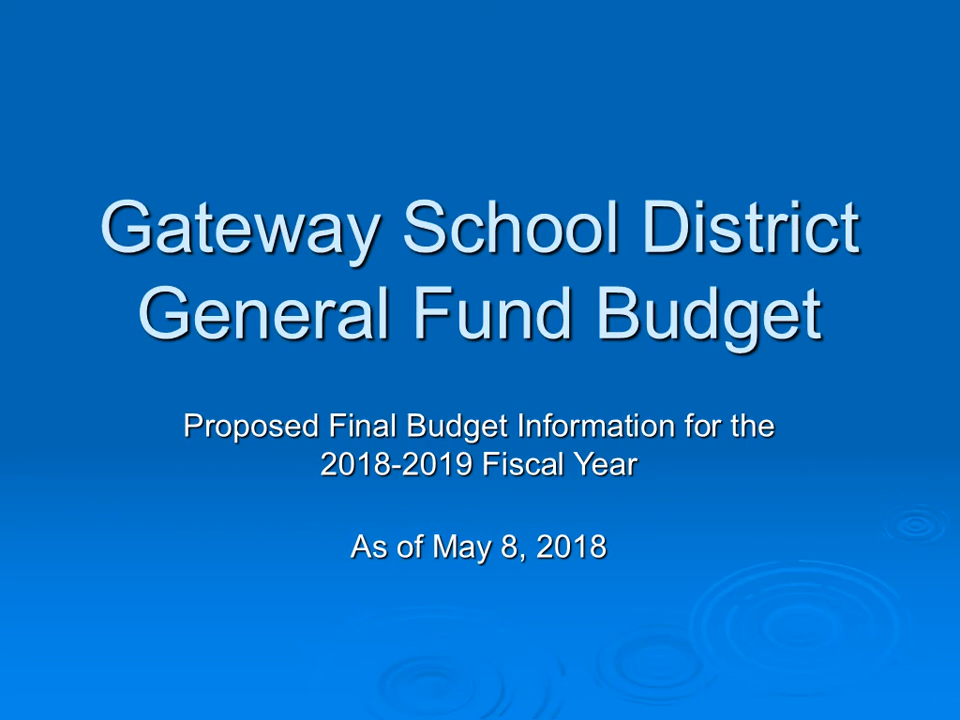 Gateway School District
General Fund Budget
Proposed Final Budget Information for the
2018-2019 Fiscal Year
As of May 8, 2018